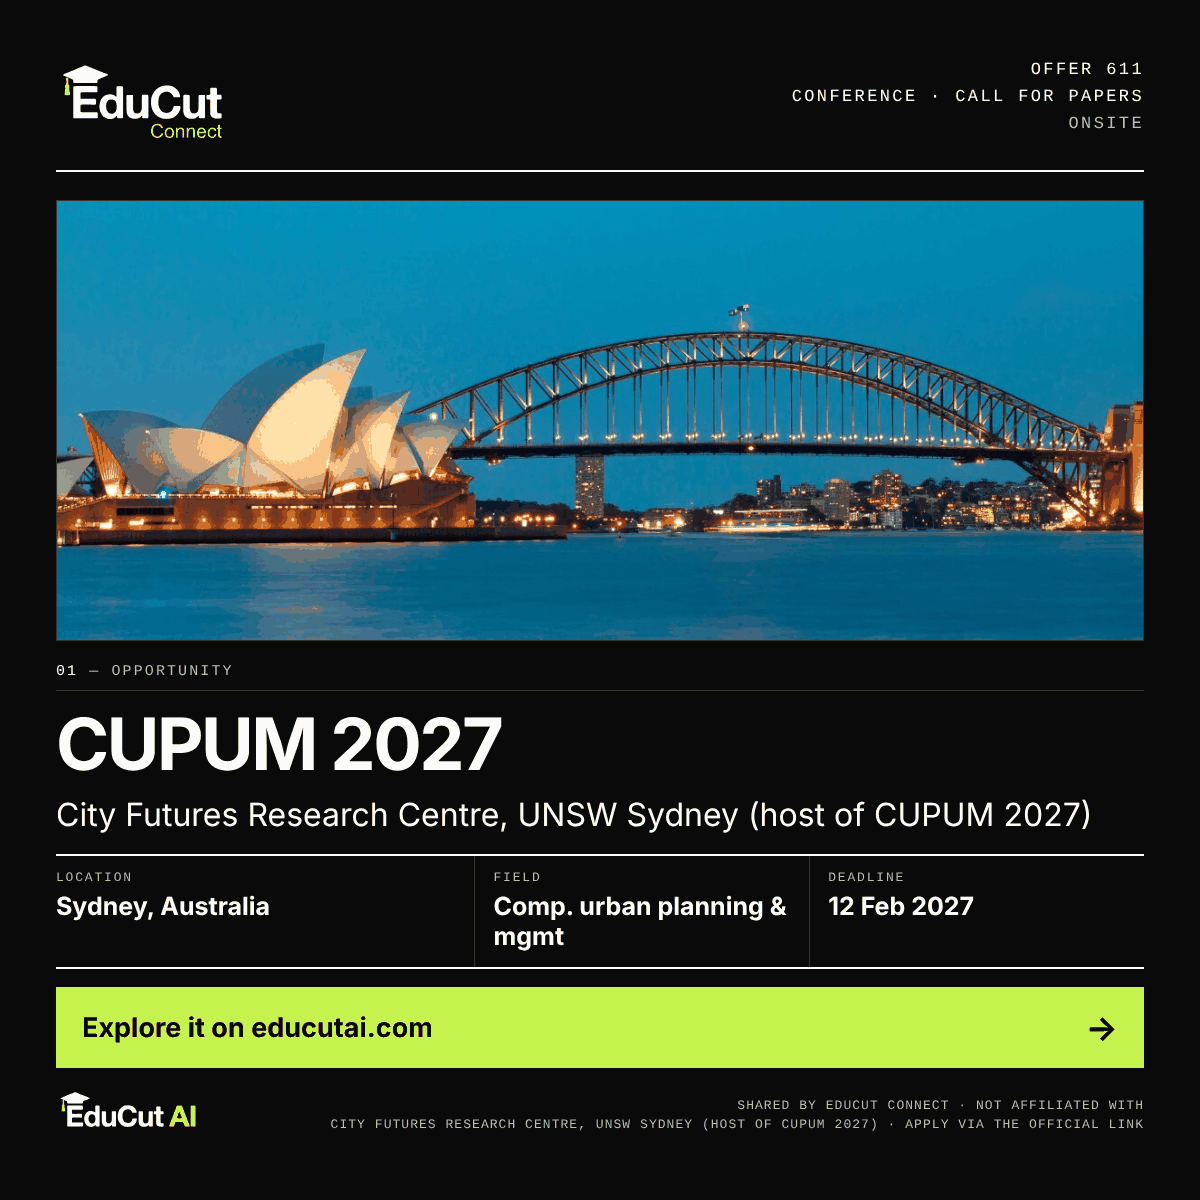 EduCut
Connect
OFFER 611
CONFERENCE · CALL FOR PAPERS
ONSITE
01 — OPPORTUNITY
CUPUM 2027
City Futures Research Centre, UNSW Sydney (host of CUPUM 2027)
LOCATION
Sydney, Australia
FIELD
Comp. urban planning &
mgmt
DEADLINE
12 Feb 2027
Explore it on educutai.com →
EduCut AI
SHARED BY EDUCUT CONNECT · NOT AFFILIATED WITH
CITY FUTURES RESEARCH CENTRE, UNSW SYDNEY (HOST OF CUPUM 2027) · APPLY VIA THE OFFICIAL LINK